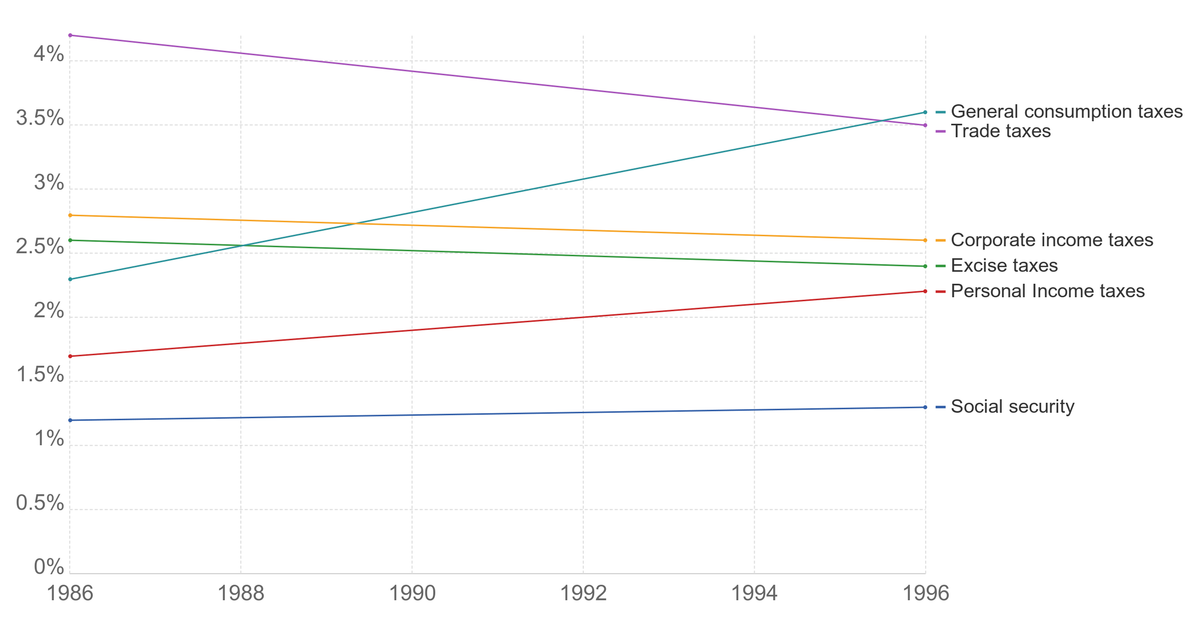 4%
3.5%
3%
2.5%
2%
1.5%
1%
0.5%
0%
1986 1988 1990 1992 1994 1996
General consumption taxes
Trade taxes
Corporate income taxes
Excise taxes
Personal Income taxes
Social security